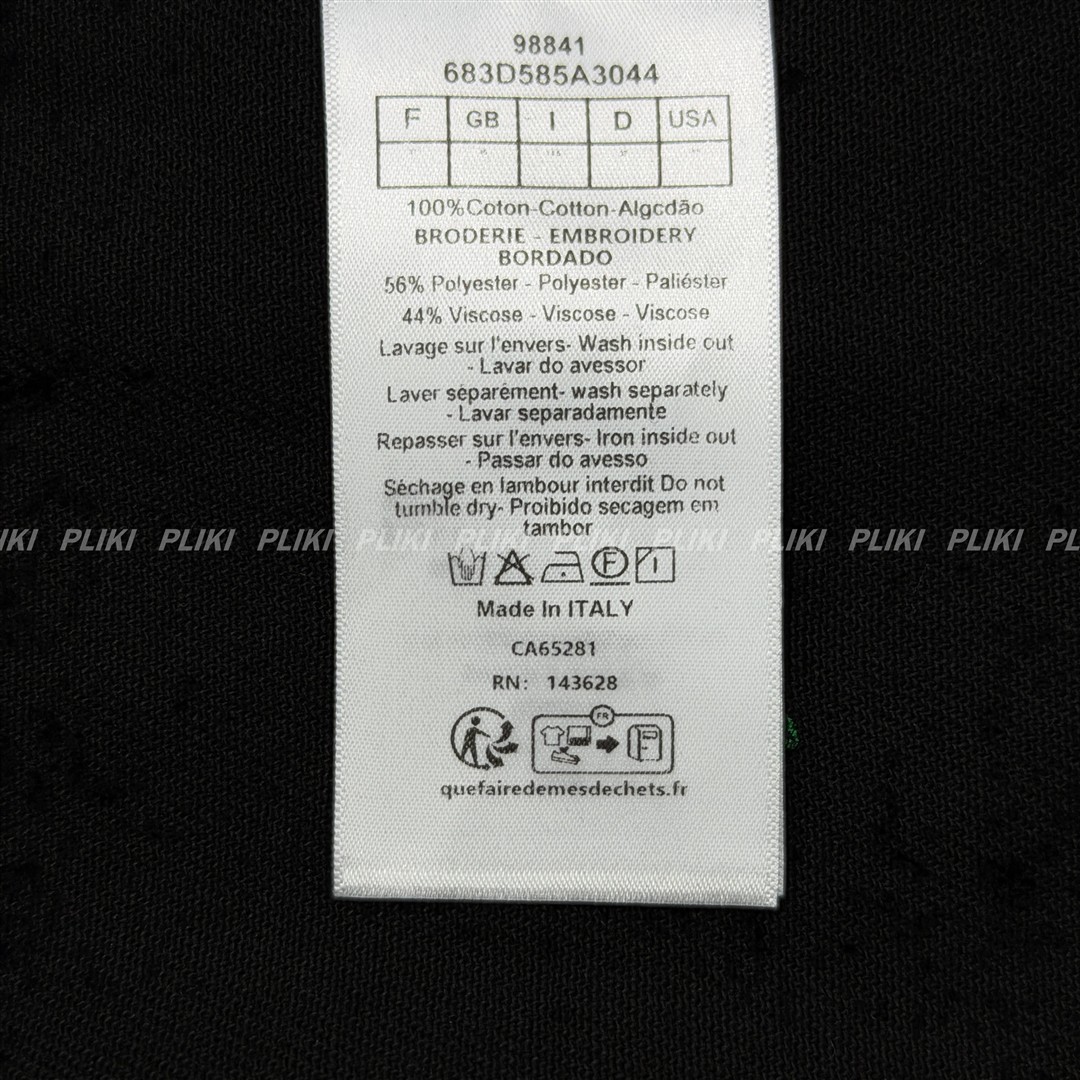 98841
683D585A3044
F GB I D USA
100%Coton-Cotton-Algcdão
BRODERIE - EMBROIDERY
BORDADO
56% Polyester - Polyester - Paliéster
44% Viscose - Viscose - Viscose
Lavage sur l'envers- Wash inside out
- Lavar do avessor
Laver séparément- wash separately
- Lavar separadamente
Repasser sur l'envers- Iron inside out
- Passar do avesso
Séchage en lambour interdit Do not
tumble dry- Proibido secagem em
tambor
PLIKI PLIKI PLIKI PLIKI PLIKI PLIKI PLIKI PLIKI PLIKI
F
Made In ITALY
CA65281
RN: 143628
FR
quefairedemesdechets.fr